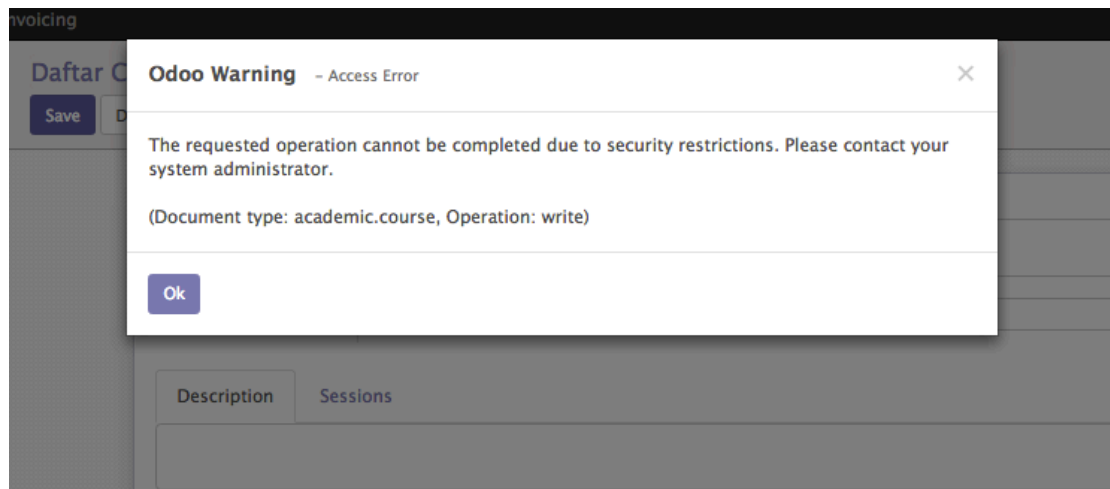 nvoicing
Daftar C
Save D
Odoo Warning - Access Error ×
The requested operation cannot be completed due to security restrictions. Please contact your
system administrator.
(Document type: academic.course, Operation: write)
Ok
Description Sessions